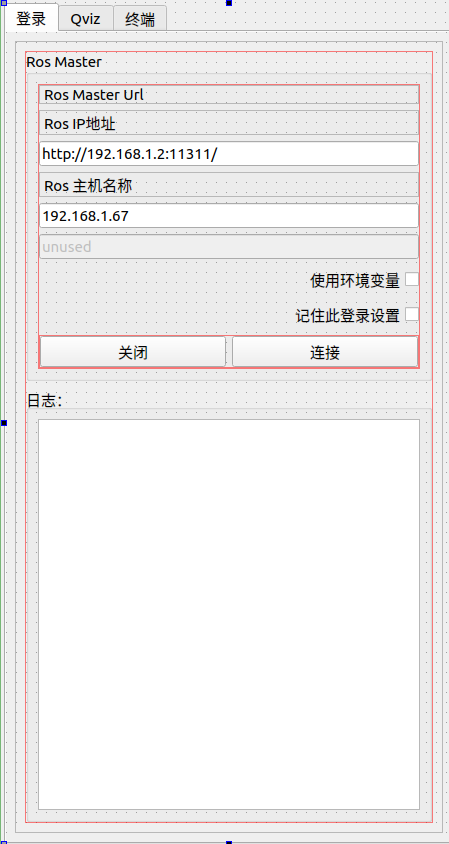 登录 Qviz 终端
Ros Master
Ros Master Url
Ros IP地址
http://192.168.1.2:11311/
Ros 主机名称
192.168.1.67
unused
使用环境变量
记住此登录设置
关闭 连接
日志：